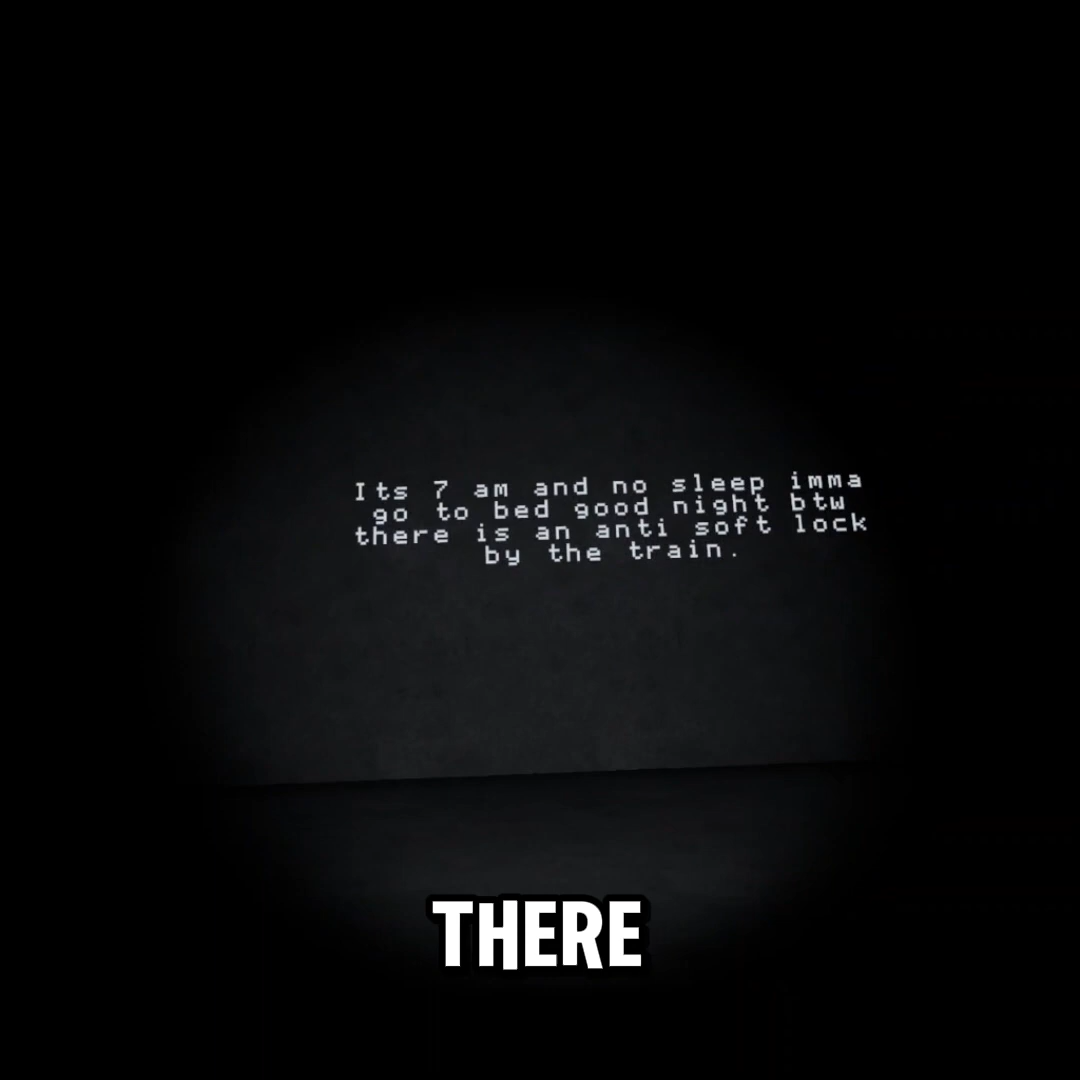 Its 7 am and no sleep imma
go to bed good night btw
there is an anti soft lock
by the train.
THERE